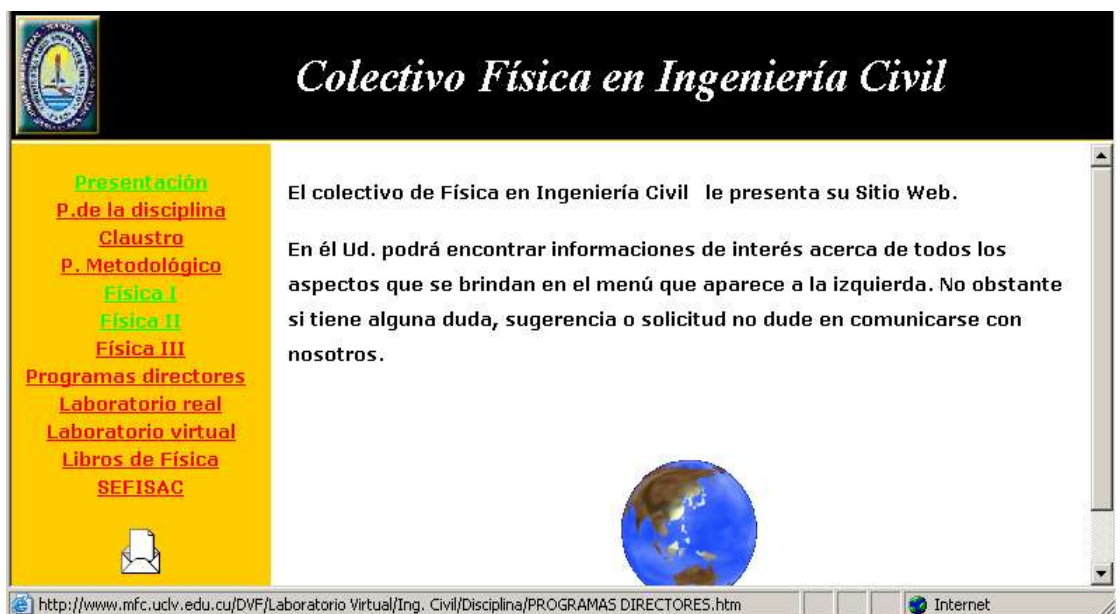 Colectivo Física en Ingeniería Civil
Presentación
P.de la disciplina
Claustro
P. Metodológico
Física I
Física II
Física III
Programas directores
Laboratorio real
Laboratorio virtual
Libros de Física
SEFISAC
El colectivo de Física en Ingeniería Civil le presenta su Sitio Web.
En él Ud. podrá encontrar informaciones de interés acerca de todos los
aspectos que se brindan en el menú que aparece a la izquierda. No obstante
si tiene alguna duda, sugerencia o solicitud no dude en comunicarse con
nosotros.
http://www.mfc.uclv.edu.cu/DVF/Laboratorio Virtual/Ing. Civil/Disciplina/PROGRAMAS DIRECTORES.htm
Internet